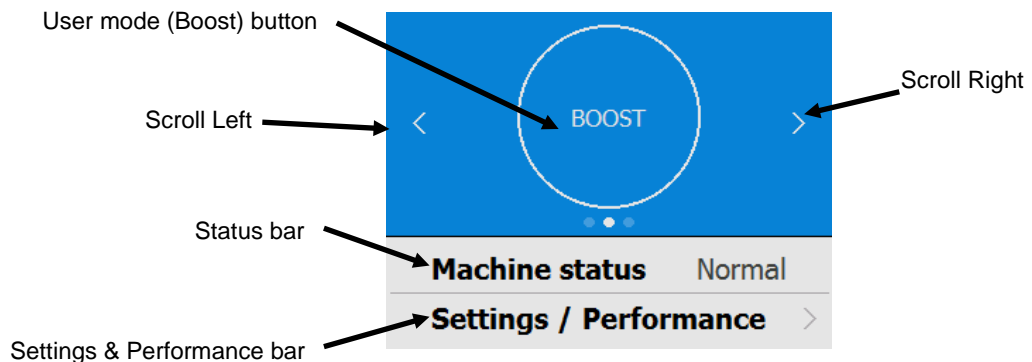 User mode (Boost) button
Scroll Right
Scroll Left
BOOST
Status bar
Machine status Normal
Settings / Performance
Settings & Performance bar